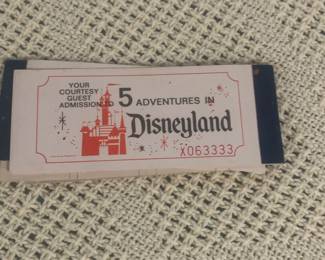 YOUR
COURTESY
GUEST
ADMISSION TO
5 ADVENTURES IN
Disneyland
X063333